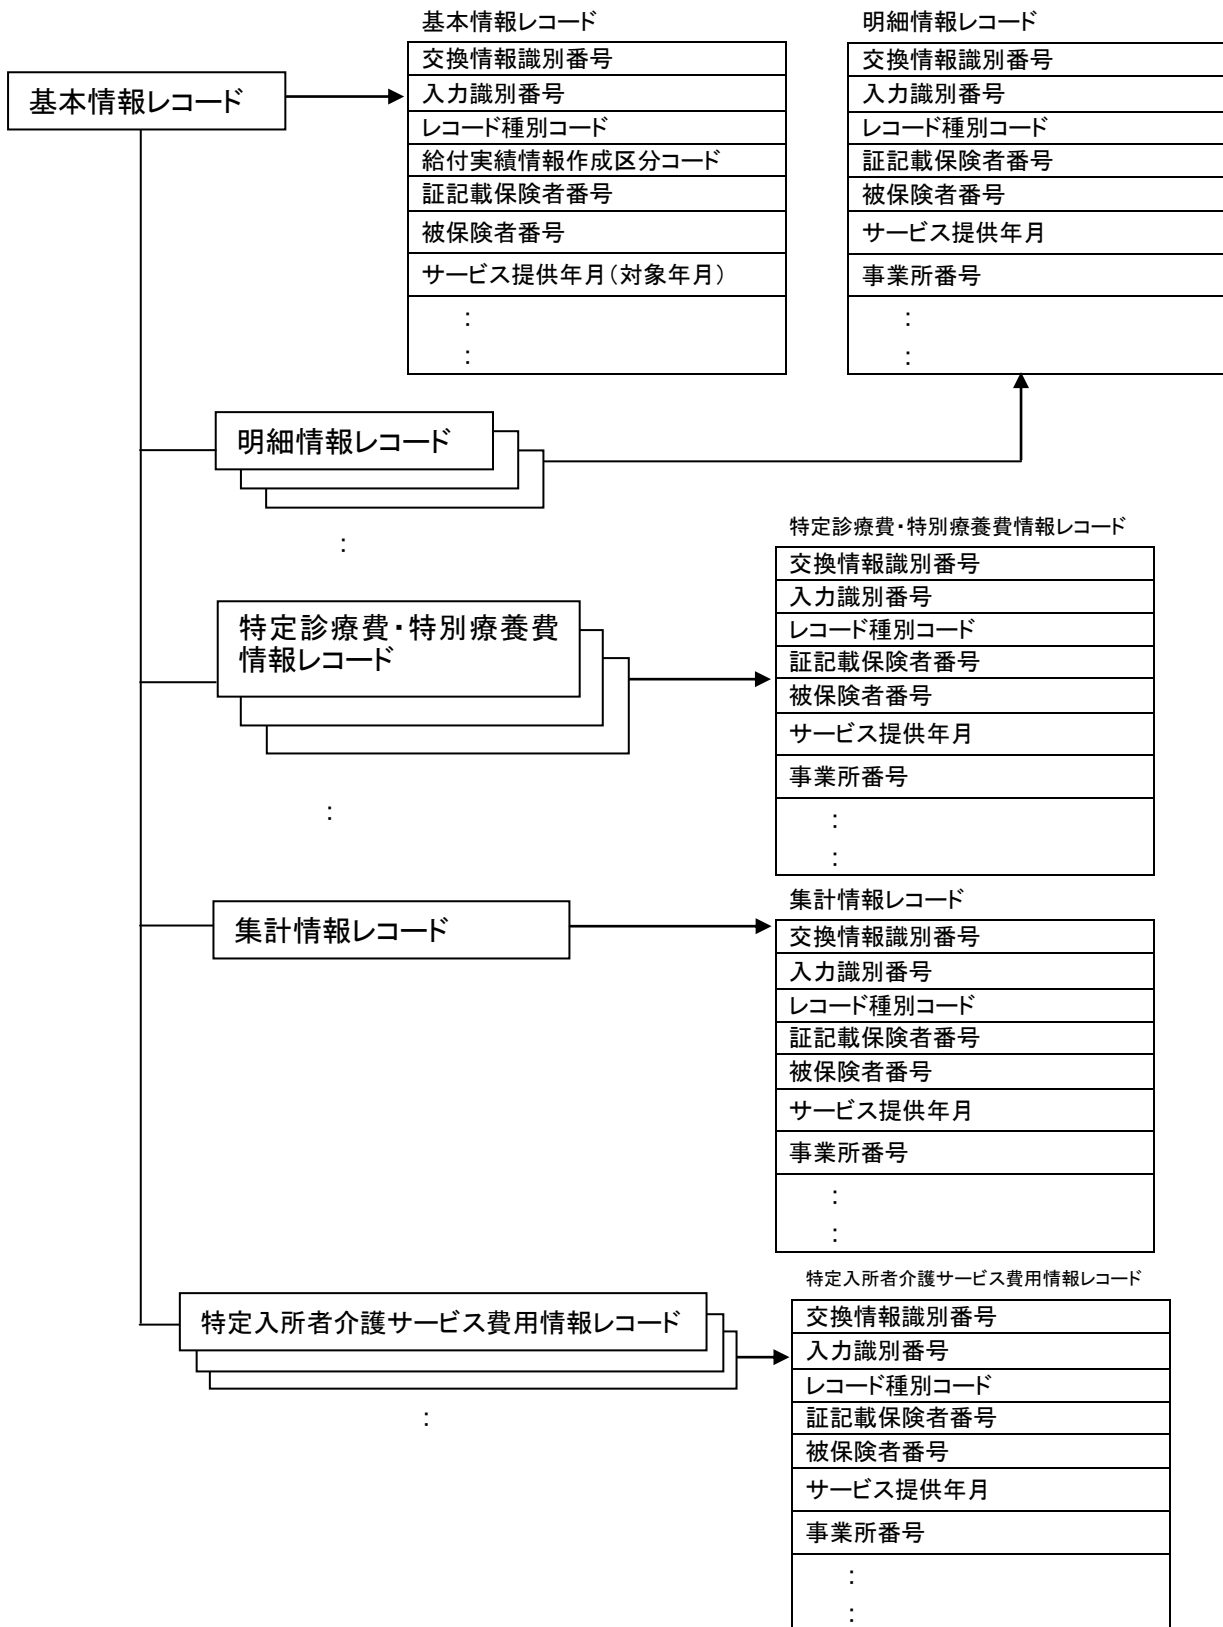 基本情報レコード
基本情報レコード
交換情報識別番号
入力識別番号
レコード種別コード
給付実績情報作成区分コード
証記載保険者番号
被保険者番号
サービス提供年月(対象年月)
:
:
明細情報レコード
交換情報識別番号
入力識別番号
レコード種別コード
証記載保険者番号
被保険者番号
サービス提供年月
事業所番号
:
:
明細情報レコード
:
特定診療費・特別療養費
情報レコード
:
特定診療費・特別療養費情報レコード
交換情報識別番号
入力識別番号
レコード種別コード
証記載保険者番号
被保険者番号
サービス提供年月
事業所番号
:
:
集計情報レコード
集計情報レコード
交換情報識別番号
入力識別番号
レコード種別コード
証記載保険者番号
被保険者番号
サービス提供年月
事業所番号
:
:
特定入所者介護サービス費用情報レコード
:
特定入所者介護サービス費用情報レコード
交換情報識別番号
入力識別番号
レコード種別コード
証記載保険者番号
被保険者番号
サービス提供年月
事業所番号
:
: